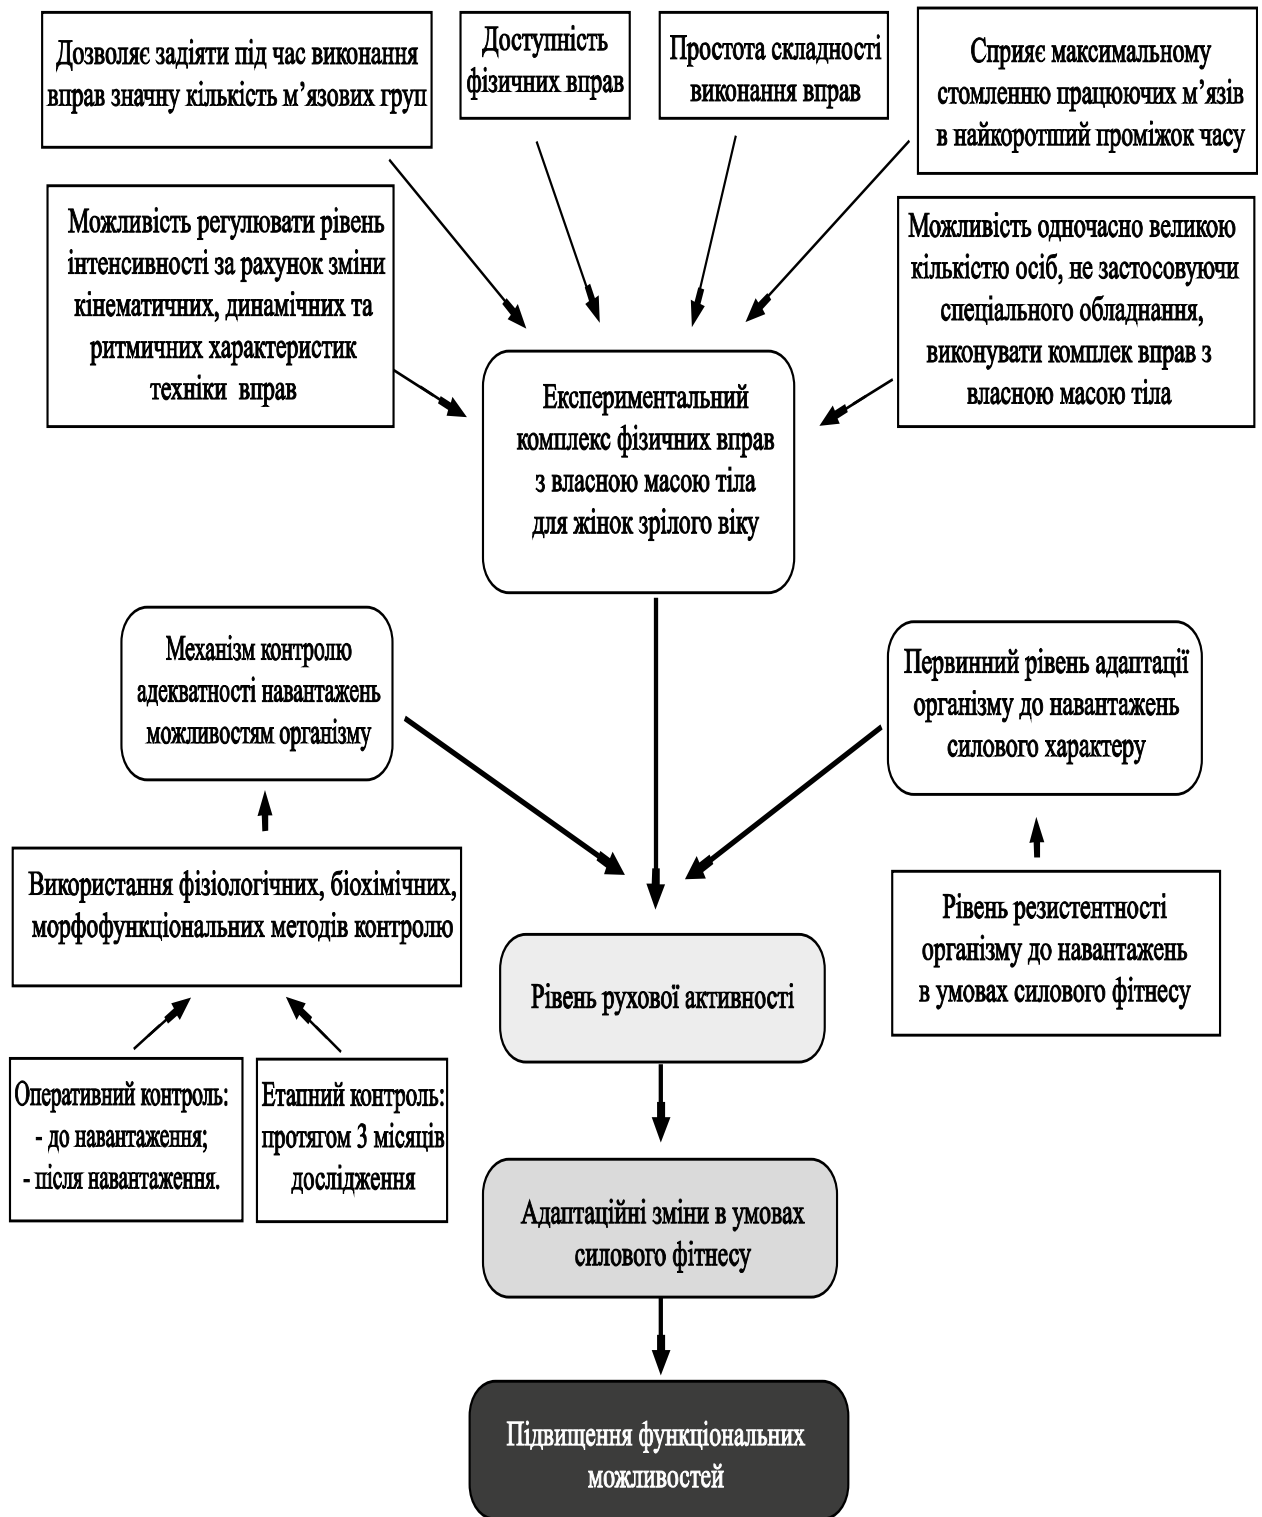 Дозволяє задіяти під час виконання
вправ значну кількість м’язових груп
Доступність
фізичних вправ
Простота складності
виконання вправ
Сприяє максимальному
стомленню працюючих м’язів
в найкоротший проміжок часу
Можливість регулювати рівень
інтенсивності за рахунок зміни
кінематичних, динамічних та
ритмичних характеристик
техніки вправ
Можливість одночасно великою
кількістю осіб, не застосовуючи
спеціального обладнання,
виконувати комплек вправ з
власною масою тіла
Експериментальний
комплекс фізичних вправ
з власною масою тіла
для жінок зрілого віку
Механізм контролю
адекватності навантажень
можливостям організму
Первинний рівень адаптації
організму до навантажень
силового характеру
Використання фізіологічних, біохімічних,
морфофункціональних методів контролю
Рівень резистентності
організму до навантажень
в умовах силового фітнесу
Рівень рухової активності
Оперативний контроль:
- до навантаження;
- після навантаження.
Етапний контроль:
протягом 3 місяців
дослідження
Адаптаційні зміни в умовах
силового фітнесу
Підвищення функціональних
можливостей